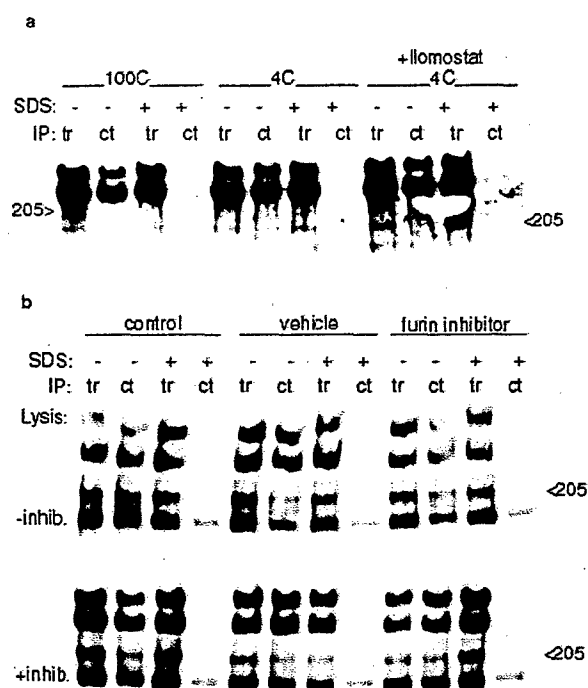 a
+Ilomostat
100C 4C 4C
SDS: - - + + - - + + - - + +
IP: tr ct tr ct tr ct tr ct tr ct tr ct
205>
<205
b
control vehicle furin inhibitor
SDS: - - + + - - + + - - + +
IP: tr ct tr ct tr ct tr ct tr ct tr ct
Lysis:
<205
-inhib.
<205
+inhib.